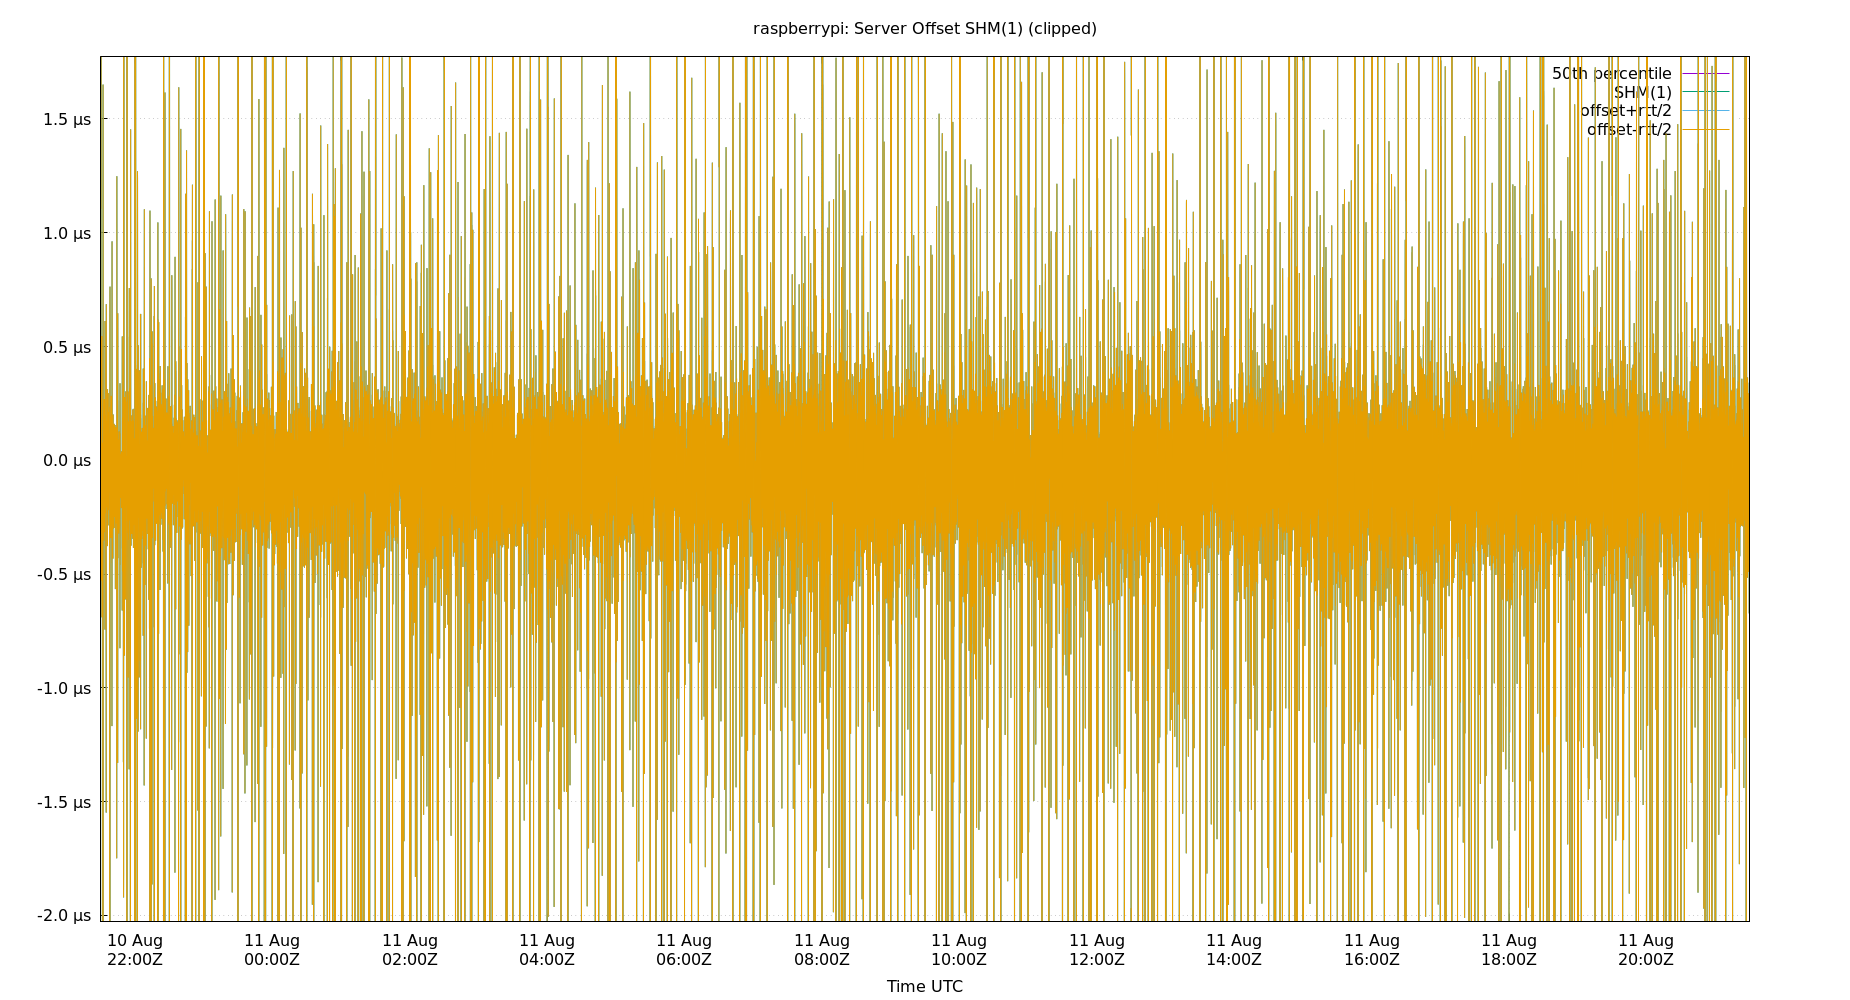 raspberrypi: Server Offset SHM(1) (clipped)
50th percentile
SHM(1)
offset+rtt/2
offset-rtt/2
1.5 µs
1.0 µs
0.5 µs
0.0 µs
-0.5 µs
-1.0 µs
-1.5 µs
-2.0 µs
10 Aug 11 Aug 11 Aug 11 Aug 11 Aug 11 Aug 11 Aug 11 Aug 11 Aug 11 Aug 11 Aug 11 Aug
22:00Z 00:00Z 02:00Z 04:00Z 06:00Z 08:00Z 10:00Z 12:00Z 14:00Z 16:00Z 18:00Z 20:00Z
Time UTC